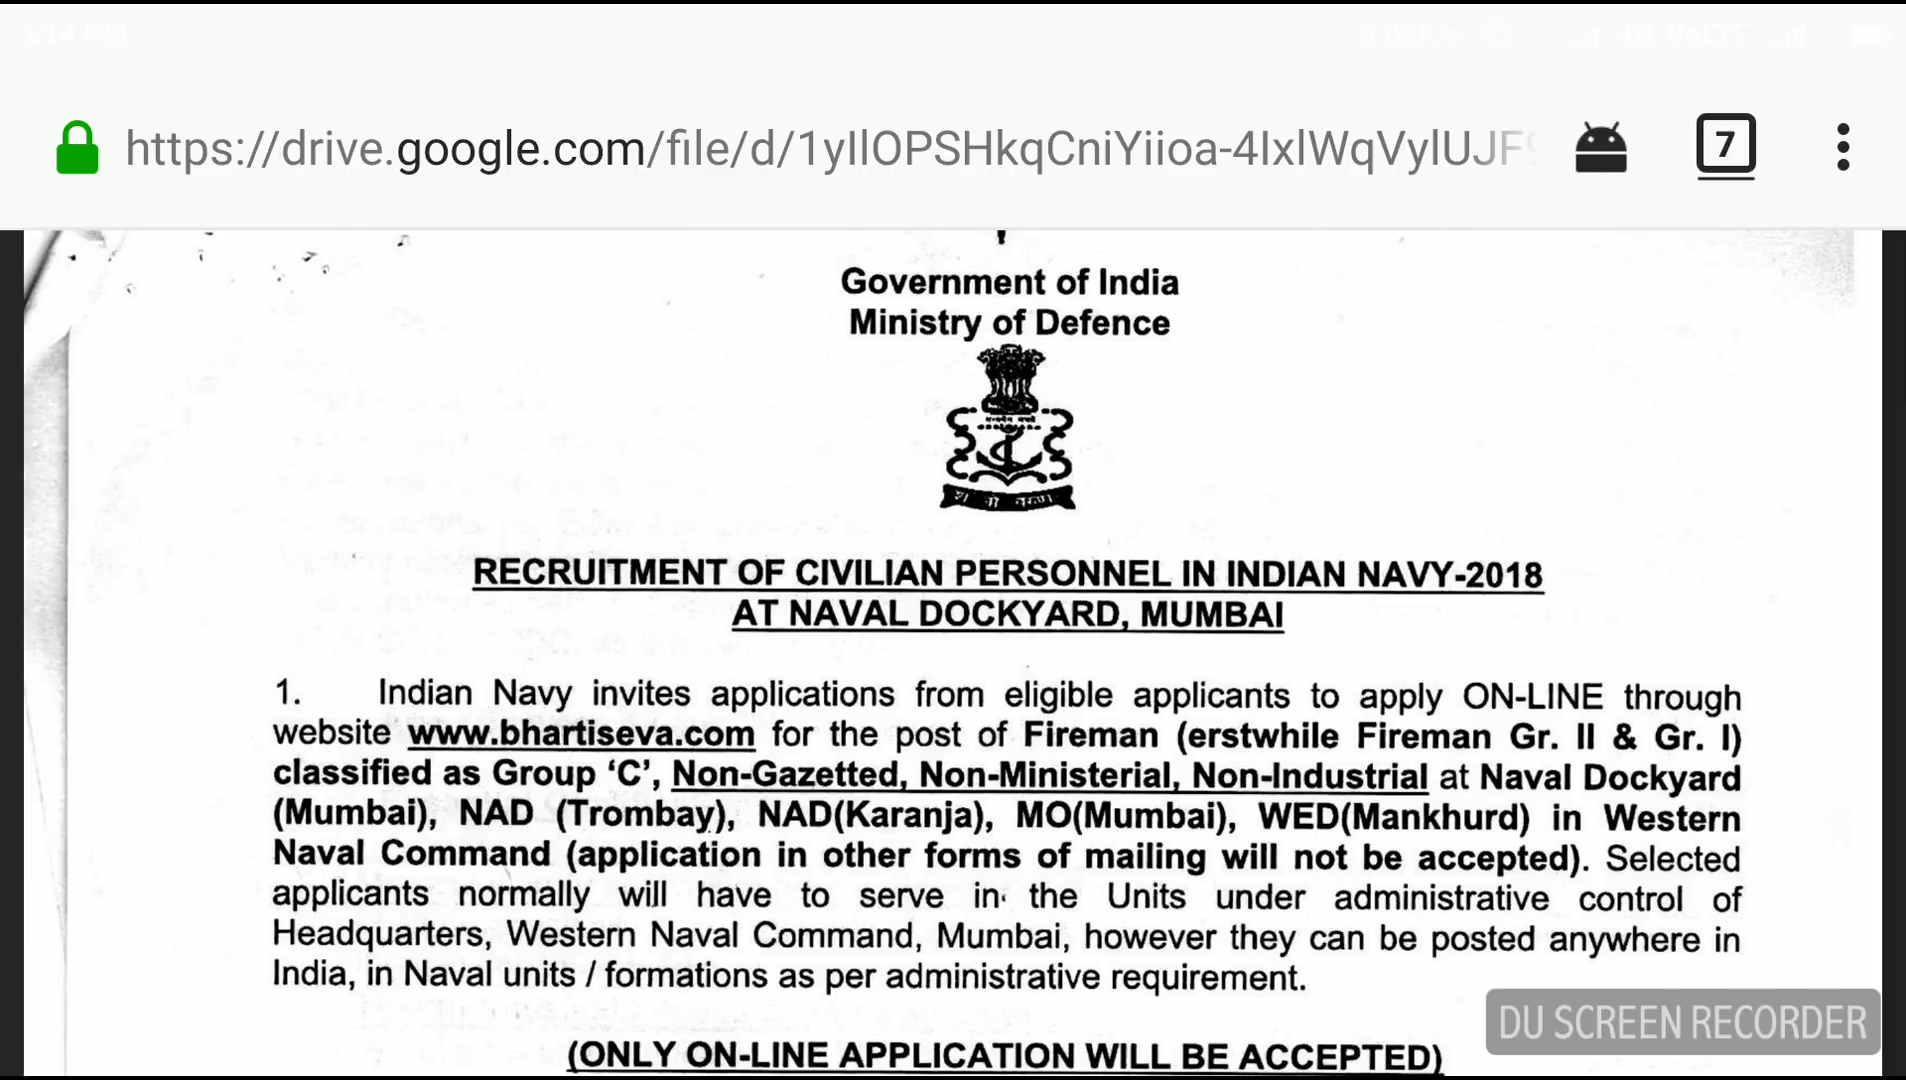 3:14 PM
4G VoLTE
https://drive.google.com/file/d/1yIlOPSHkqCniYiioa-4IxlWqVylUJF9
7
Government of India
Ministry of Defence
RECRUITMENT OF CIVILIAN PERSONNEL IN INDIAN NAVY-2018
AT NAVAL DOCKYARD, MUMBAI
1. Indian Navy invites applications from eligible applicants to apply ON-LINE through
website www.bhartiseva.com for the post of Fireman (erstwhile Fireman Gr. II & Gr. I)
classified as Group ‘C’, Non-Gazetted, Non-Ministerial, Non-Industrial at Naval Dockyard
(Mumbai), NAD (Trombay), NAD(Karanja), MO(Mumbai), WED(Mankhurd) in Western
Naval Command (application in other forms of mailing will not be accepted). Selected
applicants normally will have to serve in the Units under administrative control of
Headquarters, Western Naval Command, Mumbai, however they can be posted anywhere in
India, in Naval units / formations as per administrative requirement.
(ONLY ON-LINE APPLICATION WILL BE ACCEPTED)
DU SCREEN RECORDER